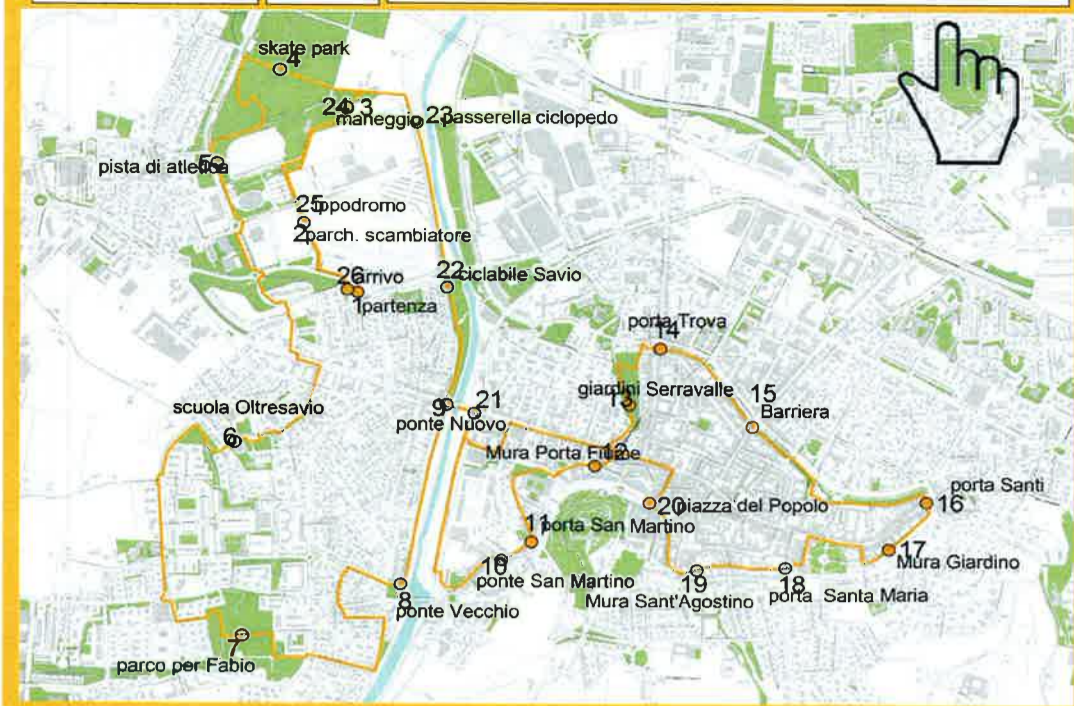 skate park
4
24 3
maneggio
23
passerella ciclopedo
pista di atletica
5
25
ippodromo
2
parch. scambiatore
22
ciclabile Savio
26
arrivo
1
partenza
porta Trova
14
scuola Oltresavio
6
giardini Serravalle
13
15
Barriera
9
21
ponte Nuovo
Mura Porta Fiume
12
20
piazza del Popolo
porta Santi
16
11
porta San Martino
10
ponte San Martino
17
Mura Giardino
8
ponte Vecchio
19
Mura Sant'Agostino
18
porta Santa Maria
7
parco per Fabio